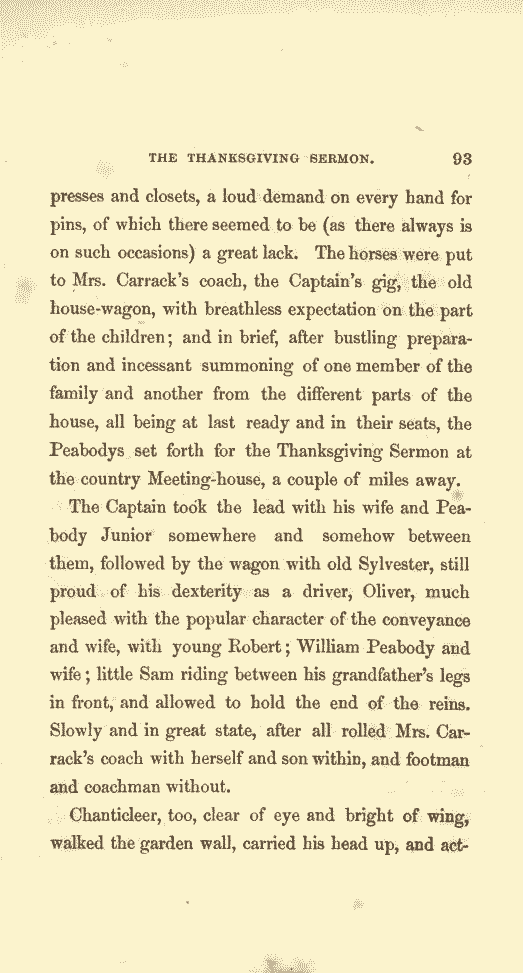 THE THANKSGIVING SERMON. 93
presses and closets, a loud demand on every hand for
pins, of which there seemed to be (as there always is
on such occasions) a great lack. The horses were put
to Mrs. Carrack's coach, the Captain's gig, the old
house-wagon, with breathless expectation on the part
of the children; and in brief, after bustling prepara-
tion and incessant summoning of one member of the
family and another from the different parts of the
house, all being at last ready and in their seats, the
Peabodys set forth for the Thanksgiving Sermon at
the country Meeting-house, a couple of miles away.
The Captain took the lead with his wife and Pea-
body Junior somewhere and somehow between
them, followed by the wagon with old Sylvester, still
proud of his dexterity as a driver, Oliver, much
pleased with the popular character of the conveyance
and wife, with young Robert; William Peabody and
wife; little Sam riding between his grandfather's legs
in front, and allowed to hold the end of the reins.
Slowly and in great state, after all rolled Mrs. Car-
rack's coach with herself and son within, and footman
and coachman without.
Chanticleer, too, clear of eye and bright of wing,
walked the garden wall, carried his head up, and act-